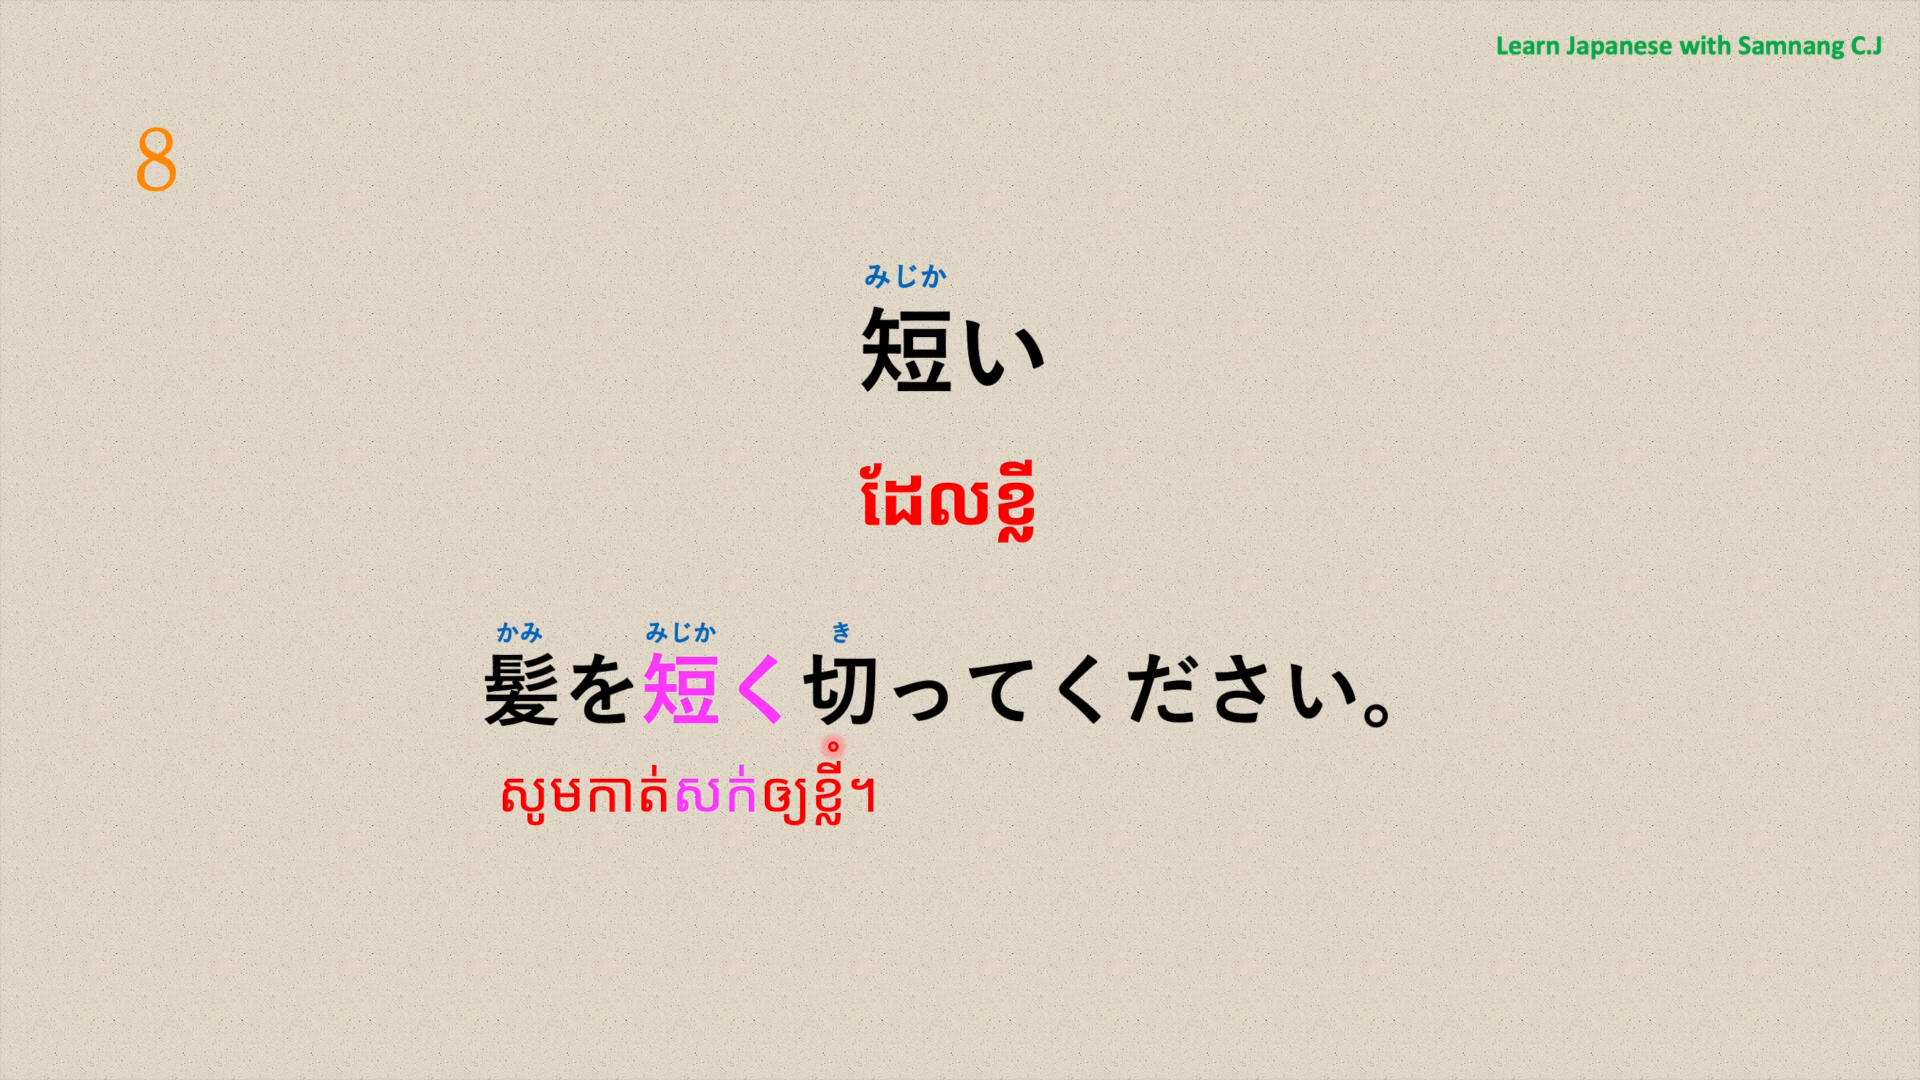 Learn Japanese with Samnang C.J
8
みじか
短い
ដែលខ្លី
かみ みじか き
髪を短く切ってください。
សូមកាត់សក់ឲ្យខ្លី។